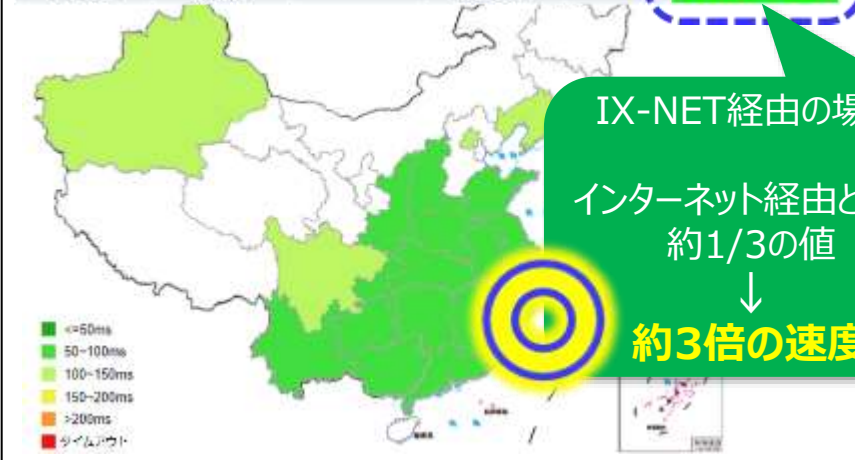 IX-NET経由の場
インターネット経由と
約1/3の値
↓
約3倍の速度
<=50ms
50~100ms
100~150ms
150~200ms
>200ms
タイムアウト